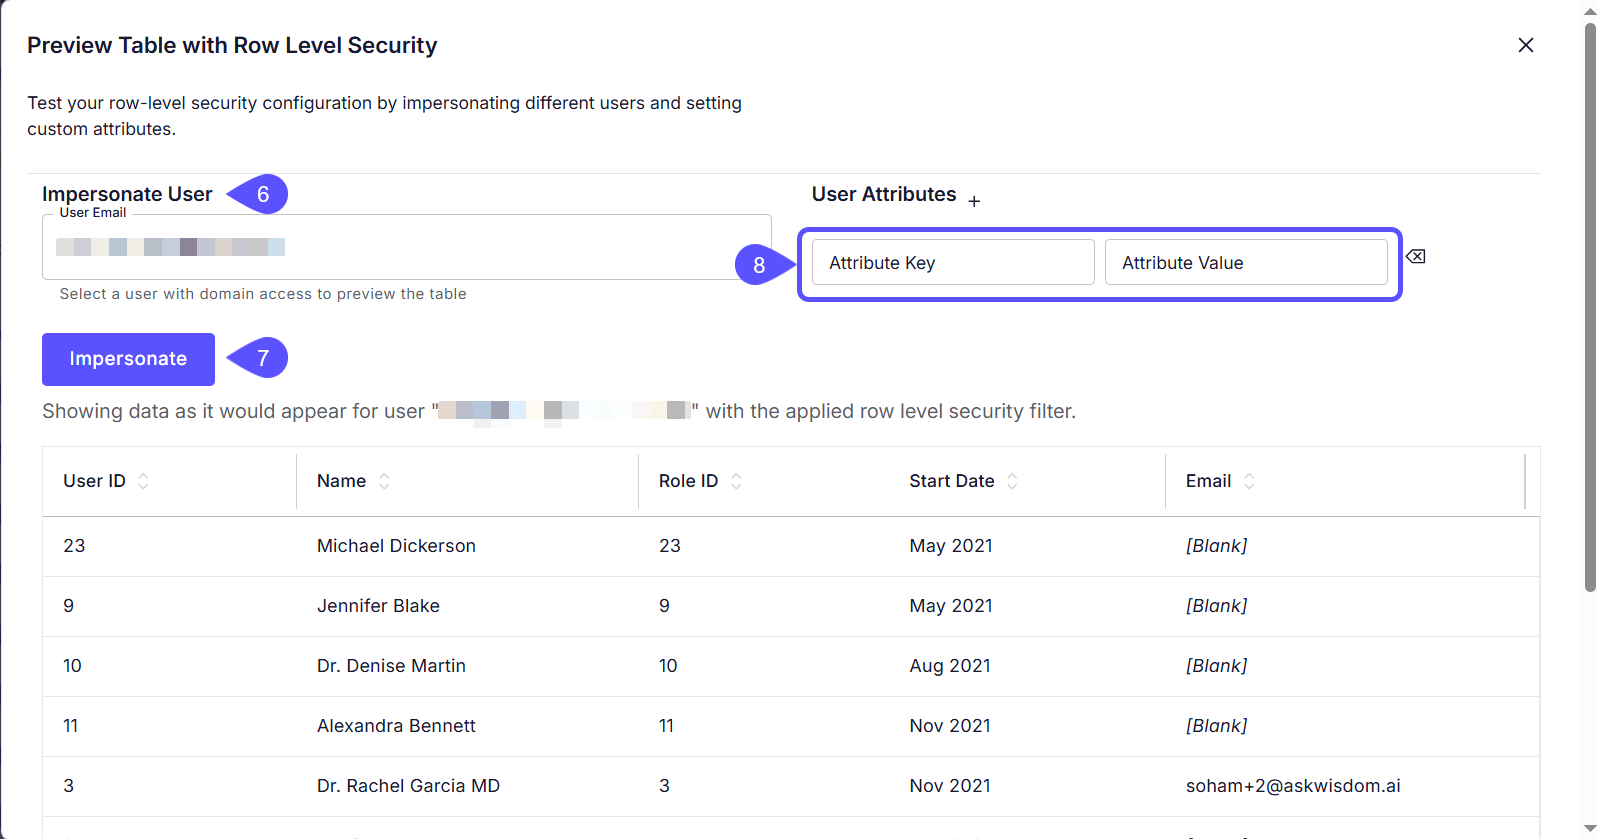 Preview Table with Row Level Security
Test your row-level security configuration by impersonating different users and setting
custom attributes.
Impersonate User
6
User Attributes +
User Email
8
Attribute Key
Attribute Value
Select a user with domain access to preview the table
Impersonate
7
Showing data as it would appear for user "" with the applied row level security filter.
User ID Name Role ID Start Date Email
23 Michael Dickerson 23 May 2021 [Blank]
9 Jennifer Blake 9 May 2021 [Blank]
10 Dr. Denise Martin 10 Aug 2021 [Blank]
11 Alexandra Bennett 11 Nov 2021 [Blank]
3 Dr. Rachel Garcia MD 3 Nov 2021 soham+2@askwisdom.ai